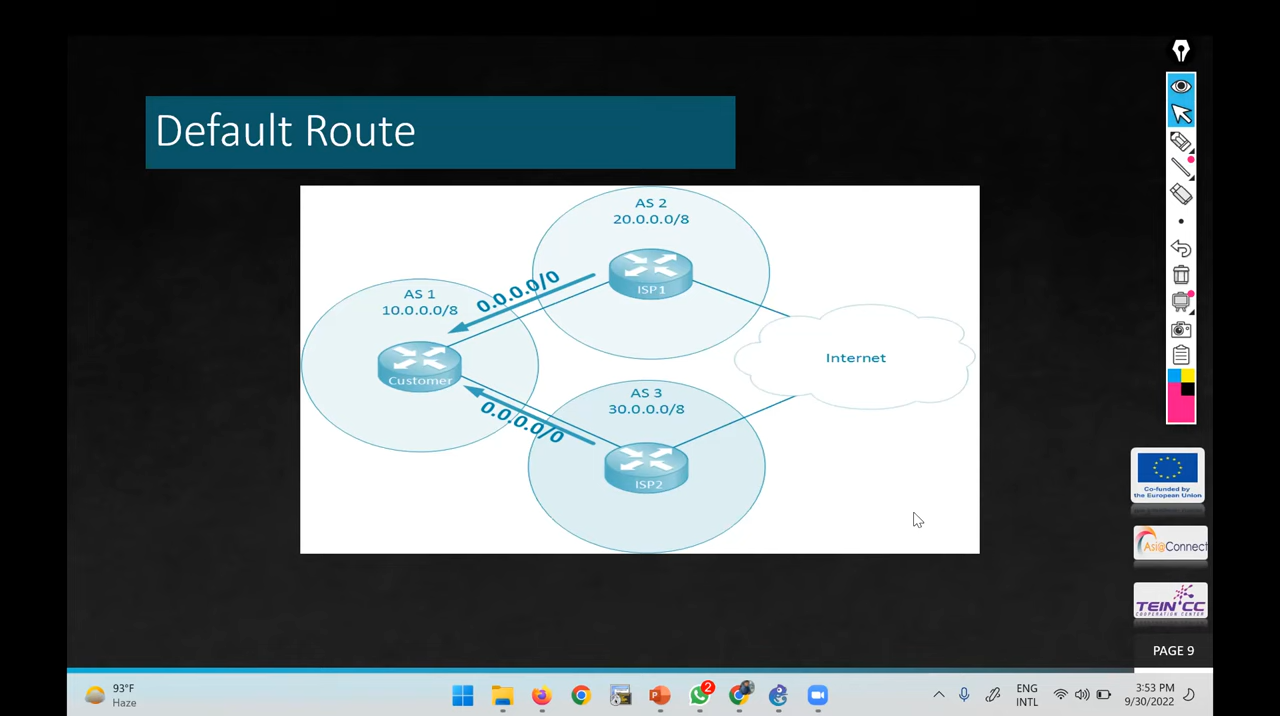 Default Route
AS 2
20.0.0.0/8
0.0.0.0/0
ISP1
AS 1
10.0.0.0/8
Customer
Internet
AS 3
30.0.0.0/8
0.0.0.0/0
ISP2
Co-funded by
the European Union
Asi@Connect
TEIN*CC
COOPERATION CENTER
PAGE 9
93°F
Haze
2
ENG
INTL
3:53 PM
9/30/2022